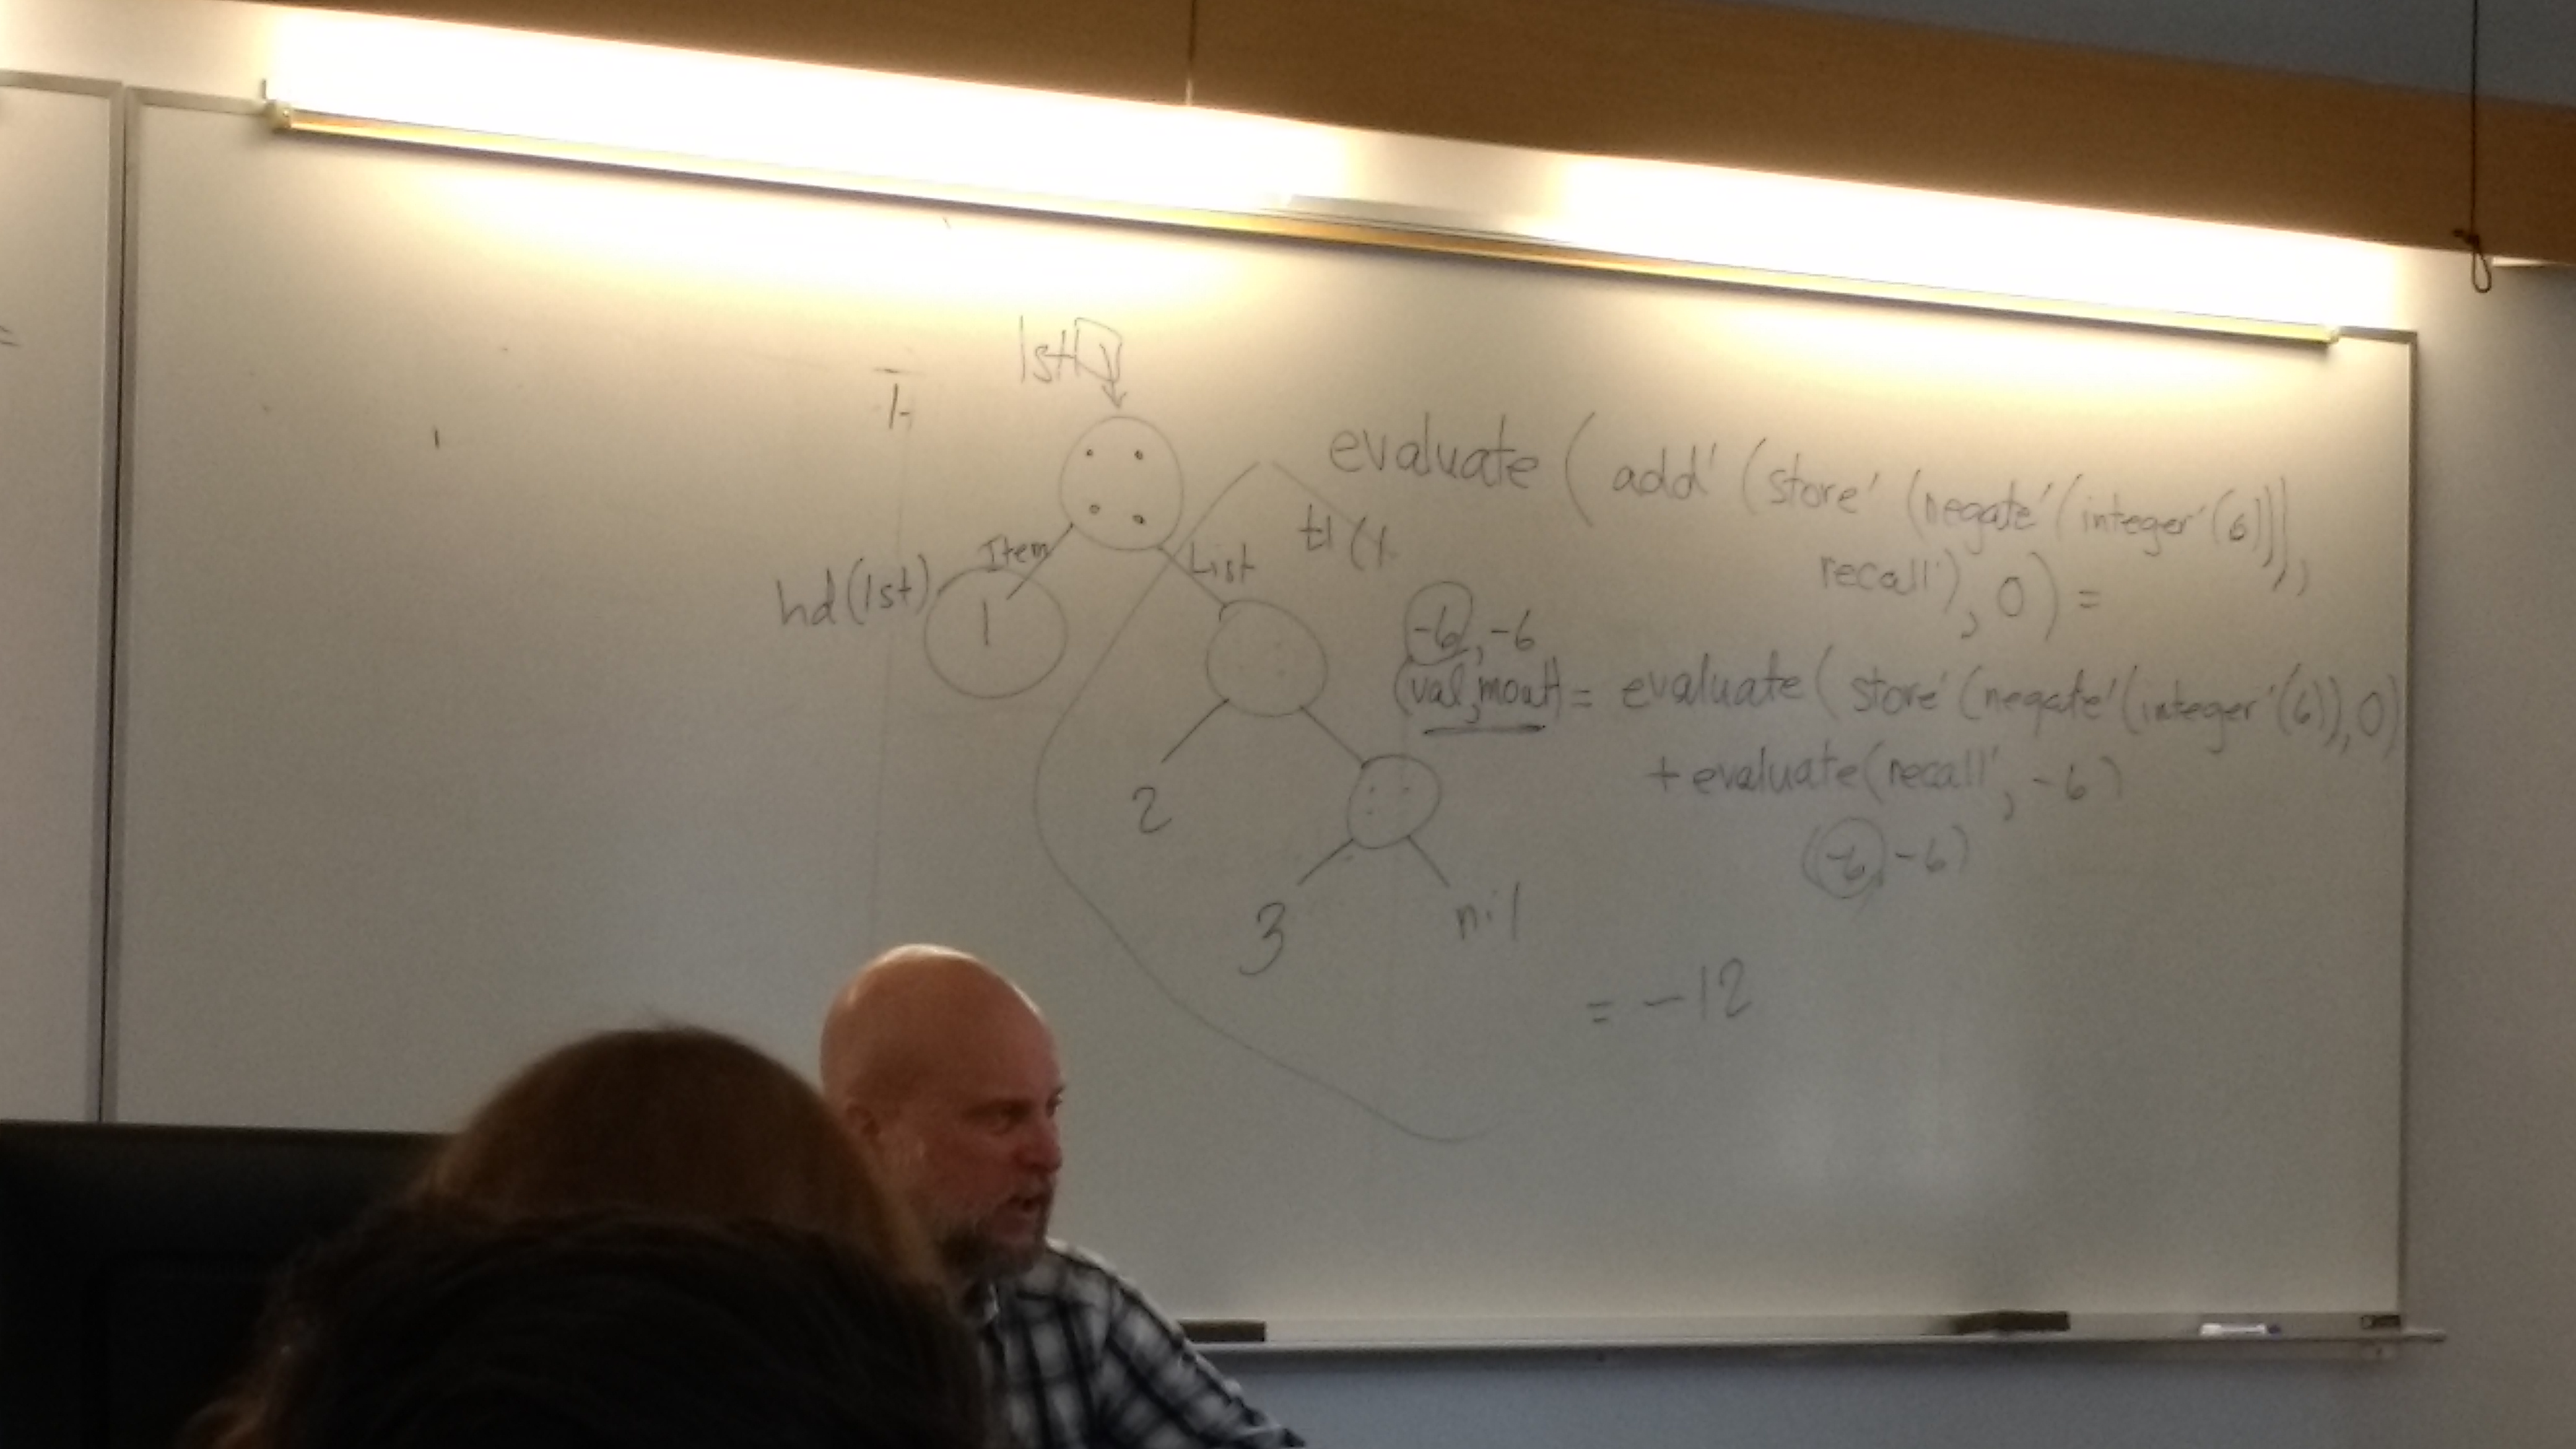 lst
evaluate ( add' (store' (negate' (integer' (6))),
recall'), 0) =
Item
List
tl (
hd(lst)
1
-6, -6
(val, mout) = evaluate ( store' (negate' (integer' (6)), 0)
+ evaluate (recall', -6)
2
(-6, -6)
3
nil
= -12